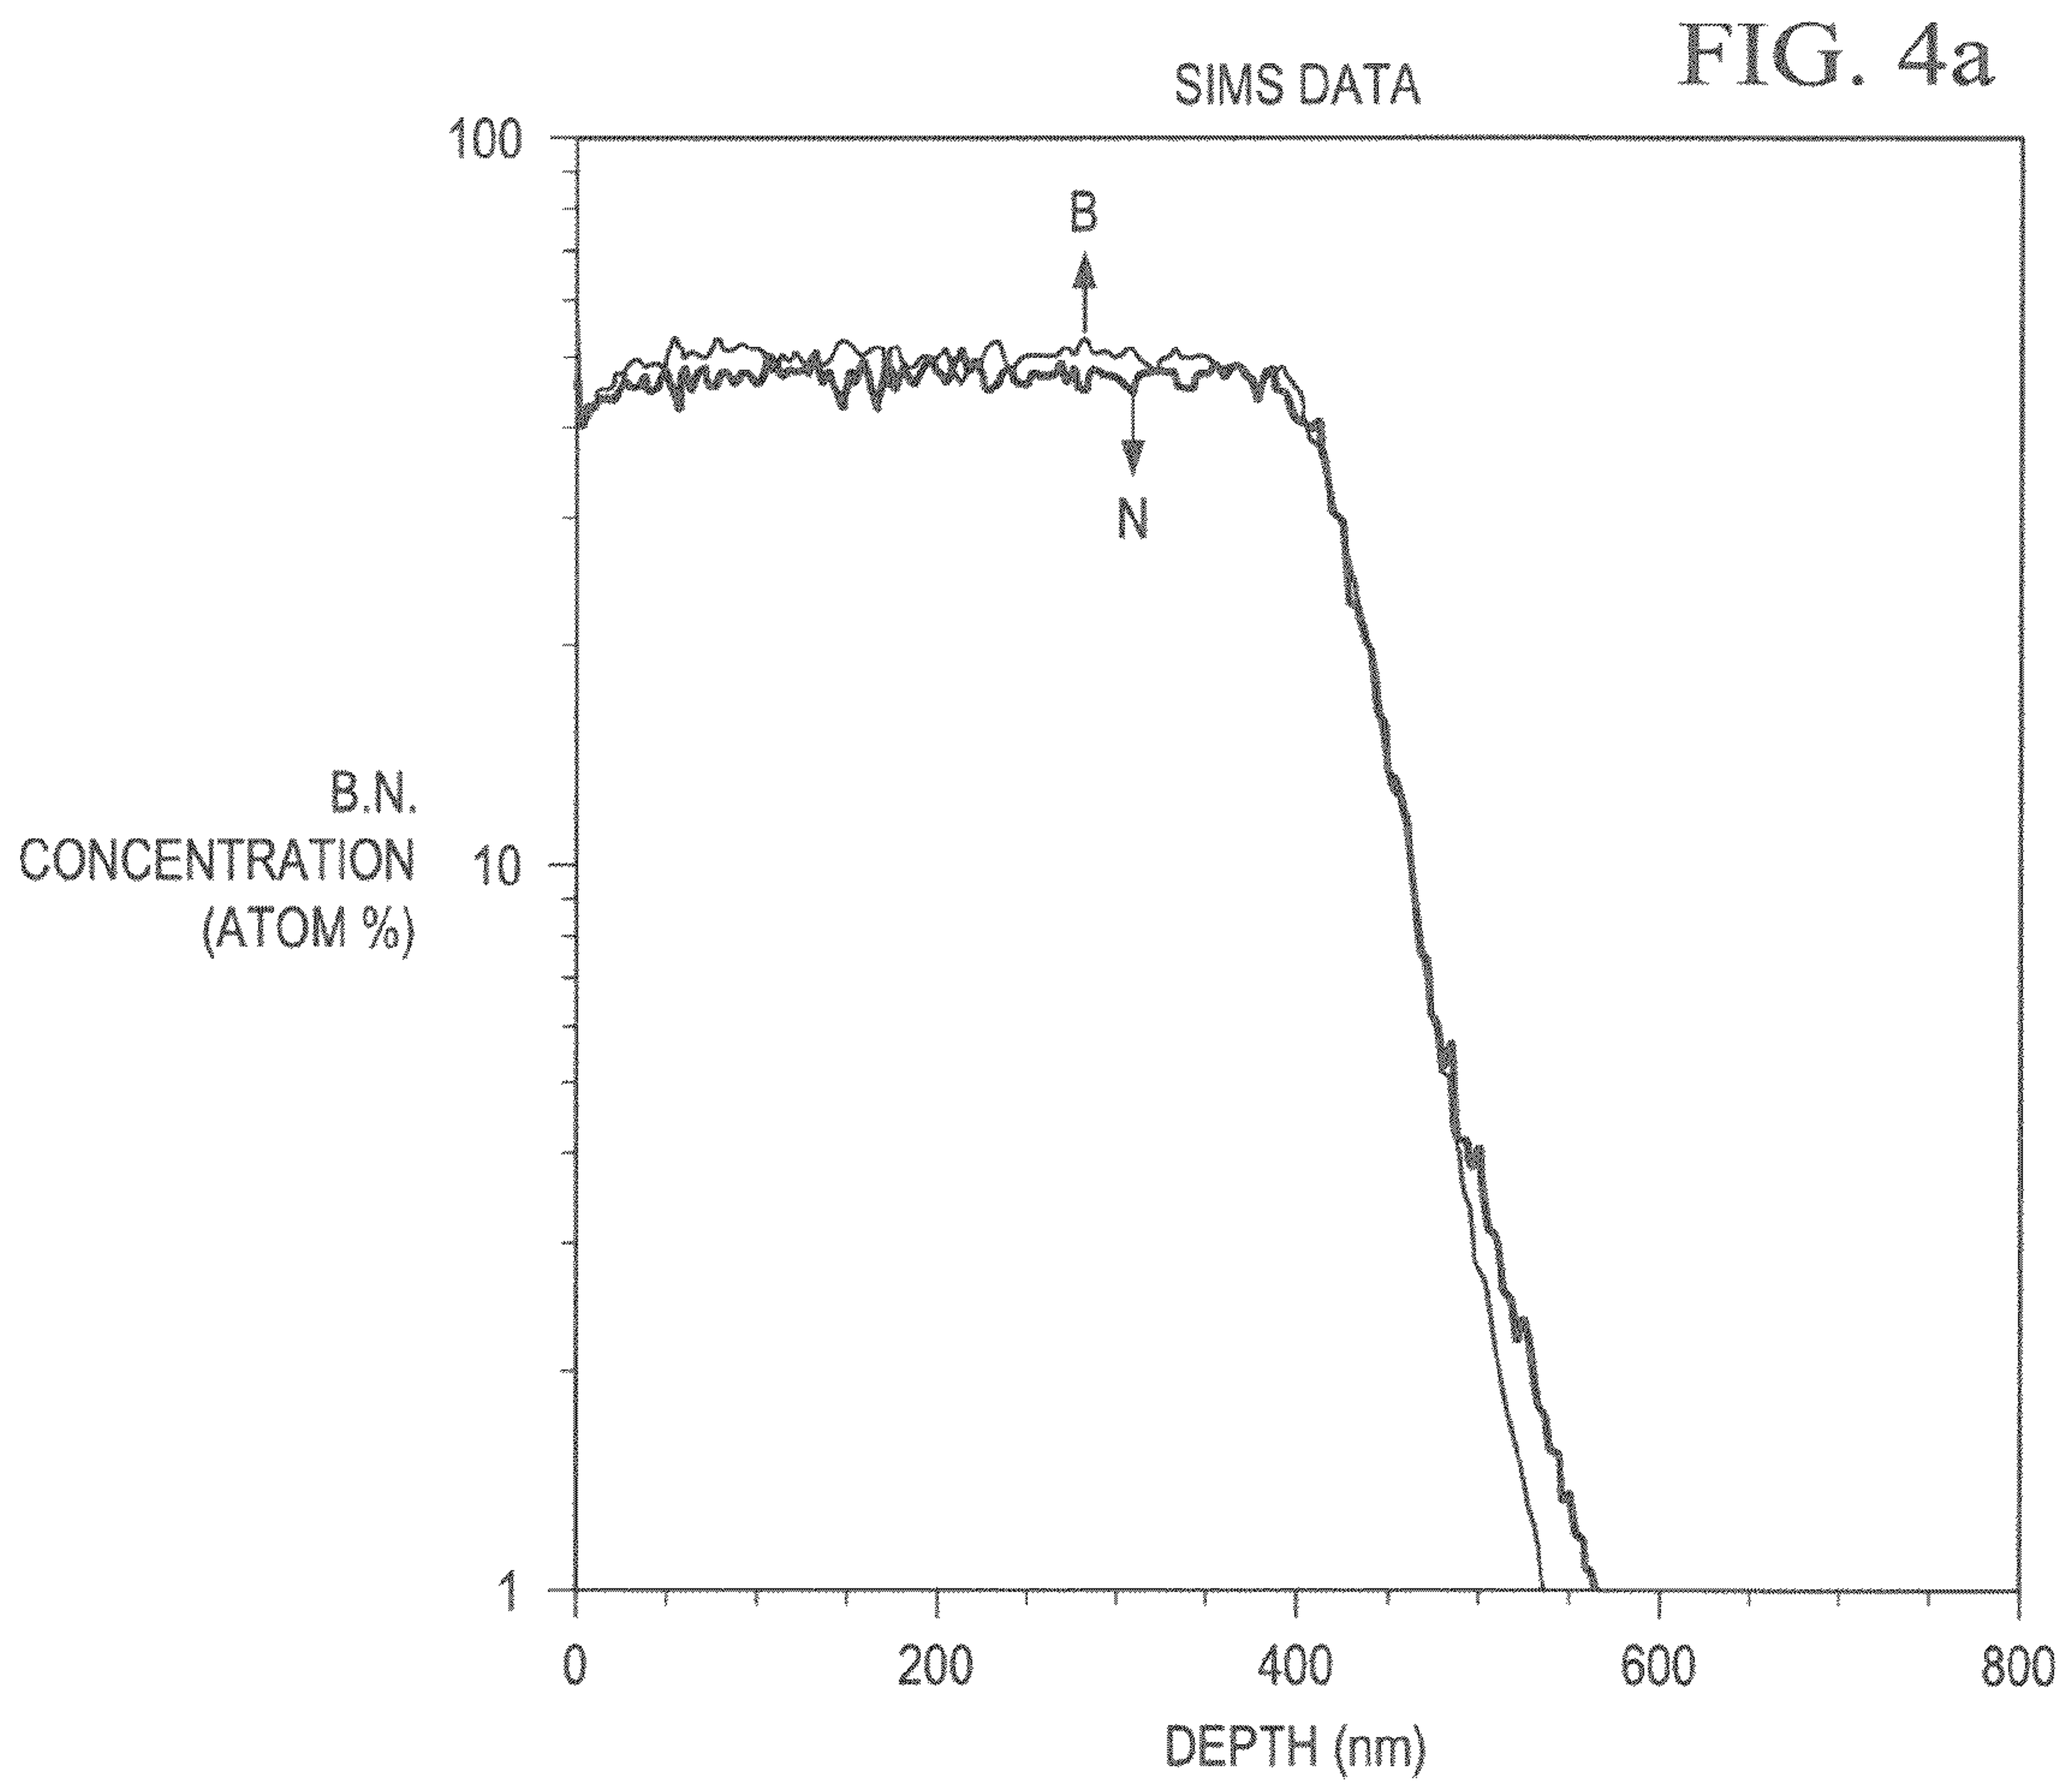 FIG. 4a
SIMS DATA
100
B
N
B.N.
CONCENTRATION
(ATOM %)
10
1
0 200 400 600 800
DEPTH (nm)